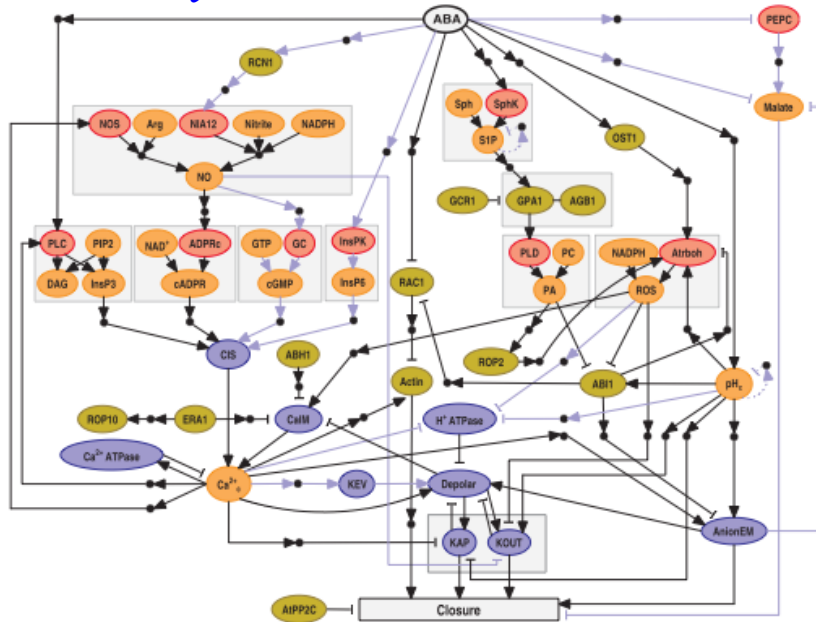 ABA
PEPC
RCN1
Malate
NOS Arg NIA12 Nitrite NADPH
Sph SphK
S1P
OST1
NO
GCR1 GPA1 AGB1
PLC PIP2 NAD⁺ ADPRc GTP GC InsPK
PLD PC NADPH Atrboh
DAG InsP3 cADPR cGMP InsP6
RAC1 PA ROS
CIS ABH1
ROP2
Actin ABI1 pHc
ROP10 ERA1 CaIM H⁺ ATPase
Ca²⁺ ATPase
Ca²⁺c KEV Depolar
KAP KOUT AnionEM
AtPP2C Closure